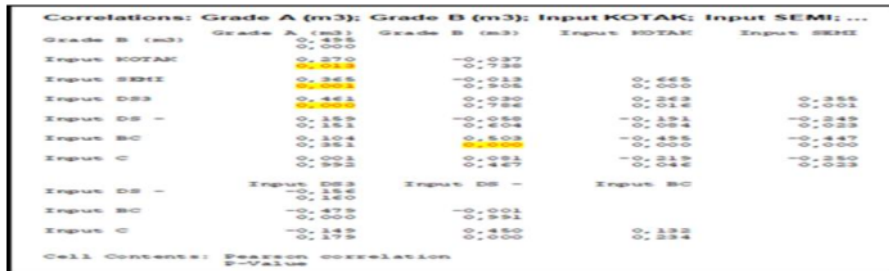 Correlations: Grade A (m3); Grade B (m3); Input KOTAK; Input SEMI; ...
Grade A (m3) Grade B (m3) Input KOTAK Input SEMI
Grade B (m3) 0,495
0,000
Input KOTAK 0,270 -0,037
0,013 0,738
Input SEMI 0,365 -0,013 0,665
0,001 0,905 0,000
Input DS3 0,461 0,030 0,263 0,355
0,000 0,786 0,016 0,001
Input DS - 0,159 -0,058 -0,191 -0,249
0,151 0,604 0,084 0,023
Input BC 0,104 0,503 -0,495 -0,447
0,351 0,000 0,000 0,000
Input C 0,001 0,081 -0,219 -0,250
0,992 0,467 0,046 0,023
Input DS3 Input DS - Input BC
Input DS - -0,156
0,160
Input BC -0,479 -0,001
0,000 0,991
Input C -0,149 0,450 0,132
0,179 0,000 0,234
Cell Contents: Pearson correlation
P-Value